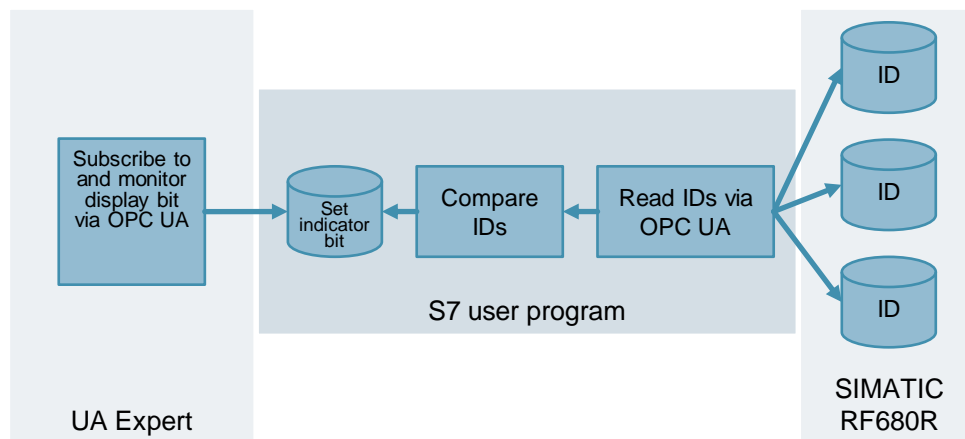 Subscribe to
and monitor
display bit
via OPC UA
UA Expert
Set
indicator
bit
Compare
IDs
Read IDs via
OPC UA
S7 user program
ID
ID
ID
SIMATIC
RF680R